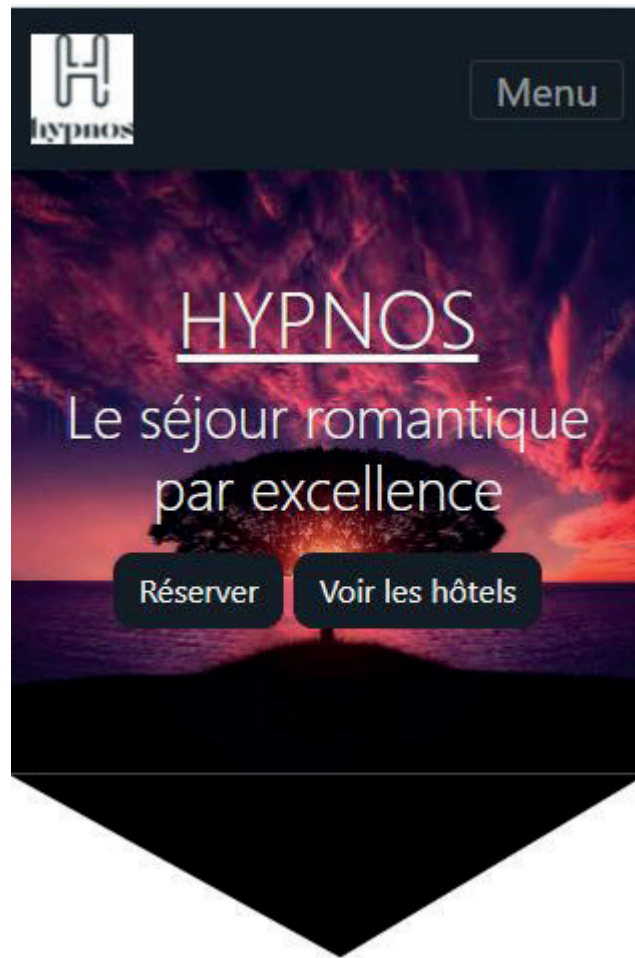 hypnos
Menu
HYPNOS
Le séjour romantique
par excellence
Réserver
Voir les hôtels